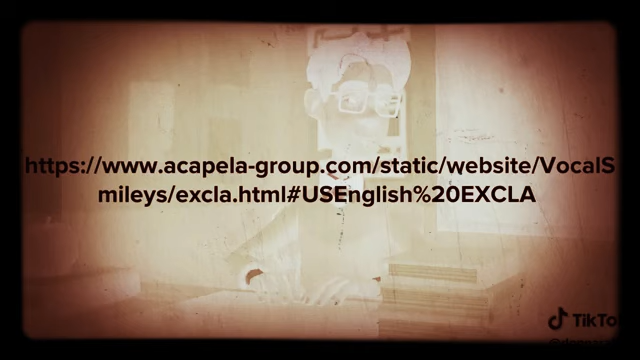 https://www.acapela-group.com/static/website/VocalS
mileys/excla.html#USEnglish%20EXCLA
TikTo